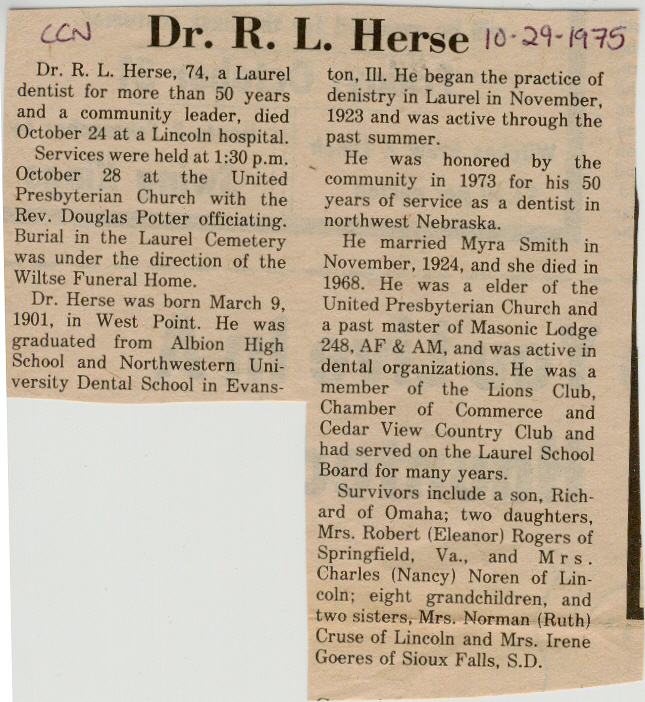 CCN
Dr. R. L. Herse
10-29-1975
Dr. R. L. Herse, 74, a Laurel
dentist for more than 50 years
and a community leader, died
October 24 at a Lincoln hospital.
Services were held at 1:30 p.m.
October 28 at the United
Presbyterian Church with the
Rev. Douglas Potter officiating.
Burial in the Laurel Cemetery
was under the direction of the
Wiltse Funeral Home.
Dr. Herse was born March 9,
1901, in West Point. He was
graduated from Albion High
School and Northwestern Uni-
versity Dental School in Evans-
ton, Ill. He began the practice of
denistry in Laurel in November,
1923 and was active through the
past summer.
He was honored by the
community in 1973 for his 50
years of service as a dentist in
northwest Nebraska.
He married Myra Smith in
November, 1924, and she died in
1968. He was a elder of the
United Presbyterian Church and
a past master of Masonic Lodge
248, AF & AM, and was active in
dental organizations. He was a
member of the Lions Club,
Chamber of Commerce and
Cedar View Country Club and
had served on the Laurel School
Board for many years.
Survivors include a son, Rich-
ard of Omaha; two daughters,
Mrs. Robert (Eleanor) Rogers of
Springfield, Va., and Mrs.
Charles (Nancy) Noren of Lin-
coln; eight grandchildren, and
two sisters, Mrs. Norman (Ruth)
Cruse of Lincoln and Mrs. Irene
Goeres of Sioux Falls, S.D.